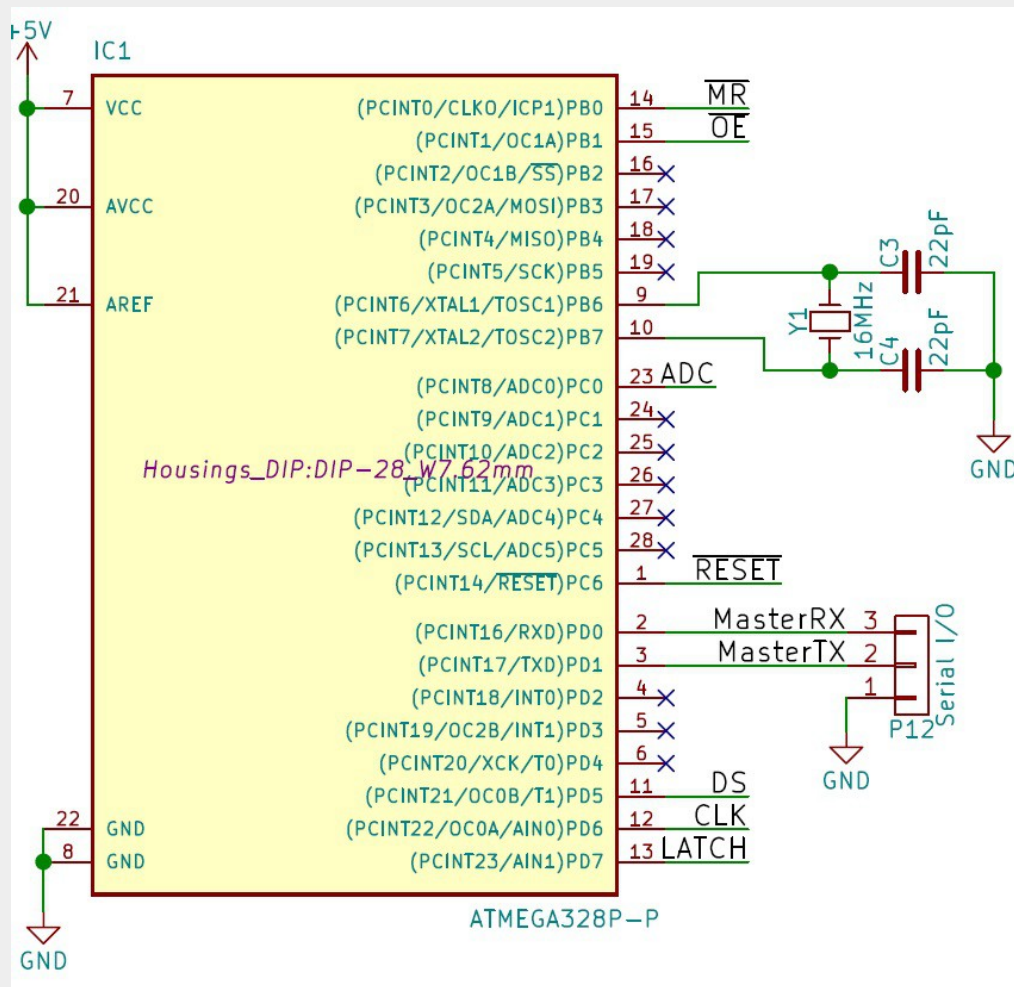 +5V
IC1
7 VCC (PCINT0/CLKO/ICP1)PB0 14 MR
(PCINT1/OC1A)PB1 15 OE
(PCINT2/OC1B/SS)PB2 16
20 AVCC (PCINT3/OC2A/MOSI)PB3 17
(PCINT4/MISO)PB4 18
(PCINT5/SCK)PB5 19
C3 22pF
21 AREF (PCINT6/XTAL1/TOSC1)PB6 9
Y1 16MHz
(PCINT7/XTAL2/TOSC2)PB7 10
C4 22pF
(PCINT8/ADC0)PC0 23 ADC
(PCINT9/ADC1)PC1 24
(PCINT10/ADC2)PC2 25
GND
Housings_DIP:DIP-28_W7.62mm
(PCINT11/ADC3)PC3 26
(PCINT12/SDA/ADC4)PC4 27
(PCINT13/SCL/ADC5)PC5 28
(PCINT14/RESET)PC6 1 RESET
(PCINT16/RXD)PD0 2 MasterRX 3
(PCINT17/TXD)PD1 3 MasterTX 2
(PCINT18/INT0)PD2 4 1
Serial I/O
P12
(PCINT19/OC2B/INT1)PD3 5
(PCINT20/XCK/T0)PD4 6
GND
(PCINT21/OC0B/T1)PD5 11 DS
22 GND (PCINT22/OC0A/AIN0)PD6 12 CLK
8 GND (PCINT23/AIN1)PD7 13 LATCH
ATMEGA328P-P
GND